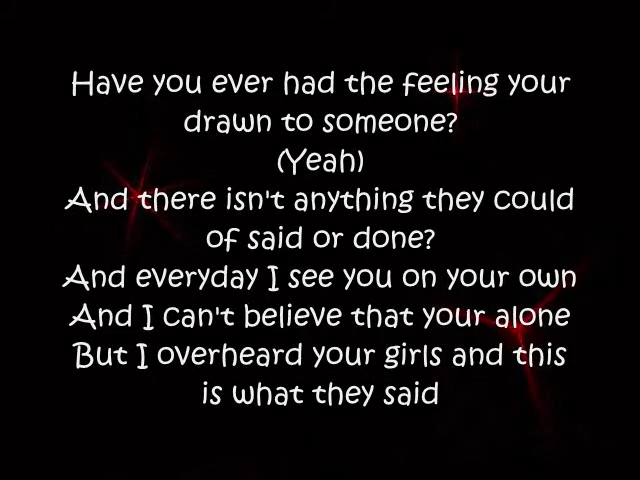 Have you ever had the feeling your
drawn to someone?
(Yeah)
And there isn't anything they could
of said or done?
And everyday I see you on your own
And I can't believe that your alone
But I overheard your girls and this
is what they said